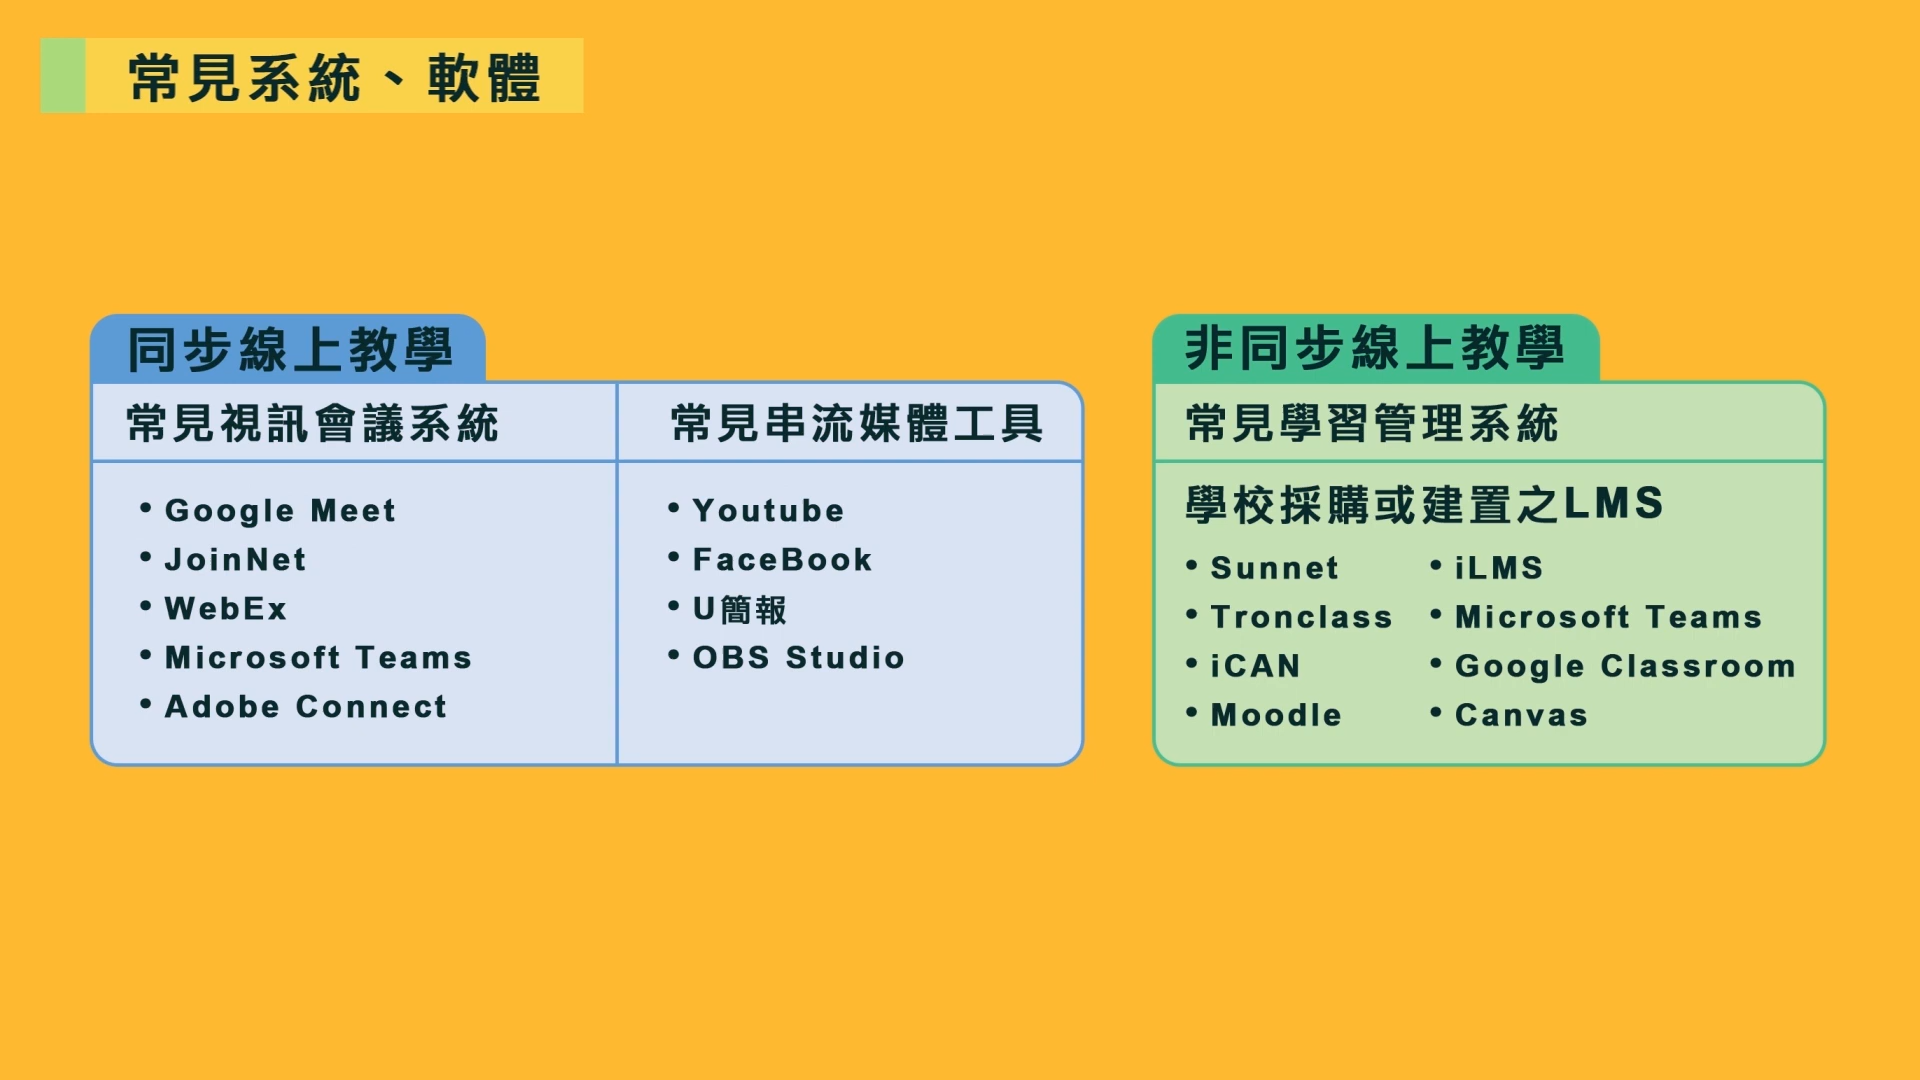 常見系統、軟體
同步線上教學
常見視訊會議系統
• Google Meet
• JoinNet
• WebEx
• Microsoft Teams
• Adobe Connect
常見串流媒體工具
• Youtube
• FaceBook
• U簡報
• OBS Studio
非同步線上教學
常見學習管理系統
學校採購或建置之LMS
• Sunnet
• Tronclass
• iCAN
• Moodle
• iLMS
• Microsoft Teams
• Google Classroom
• Canvas